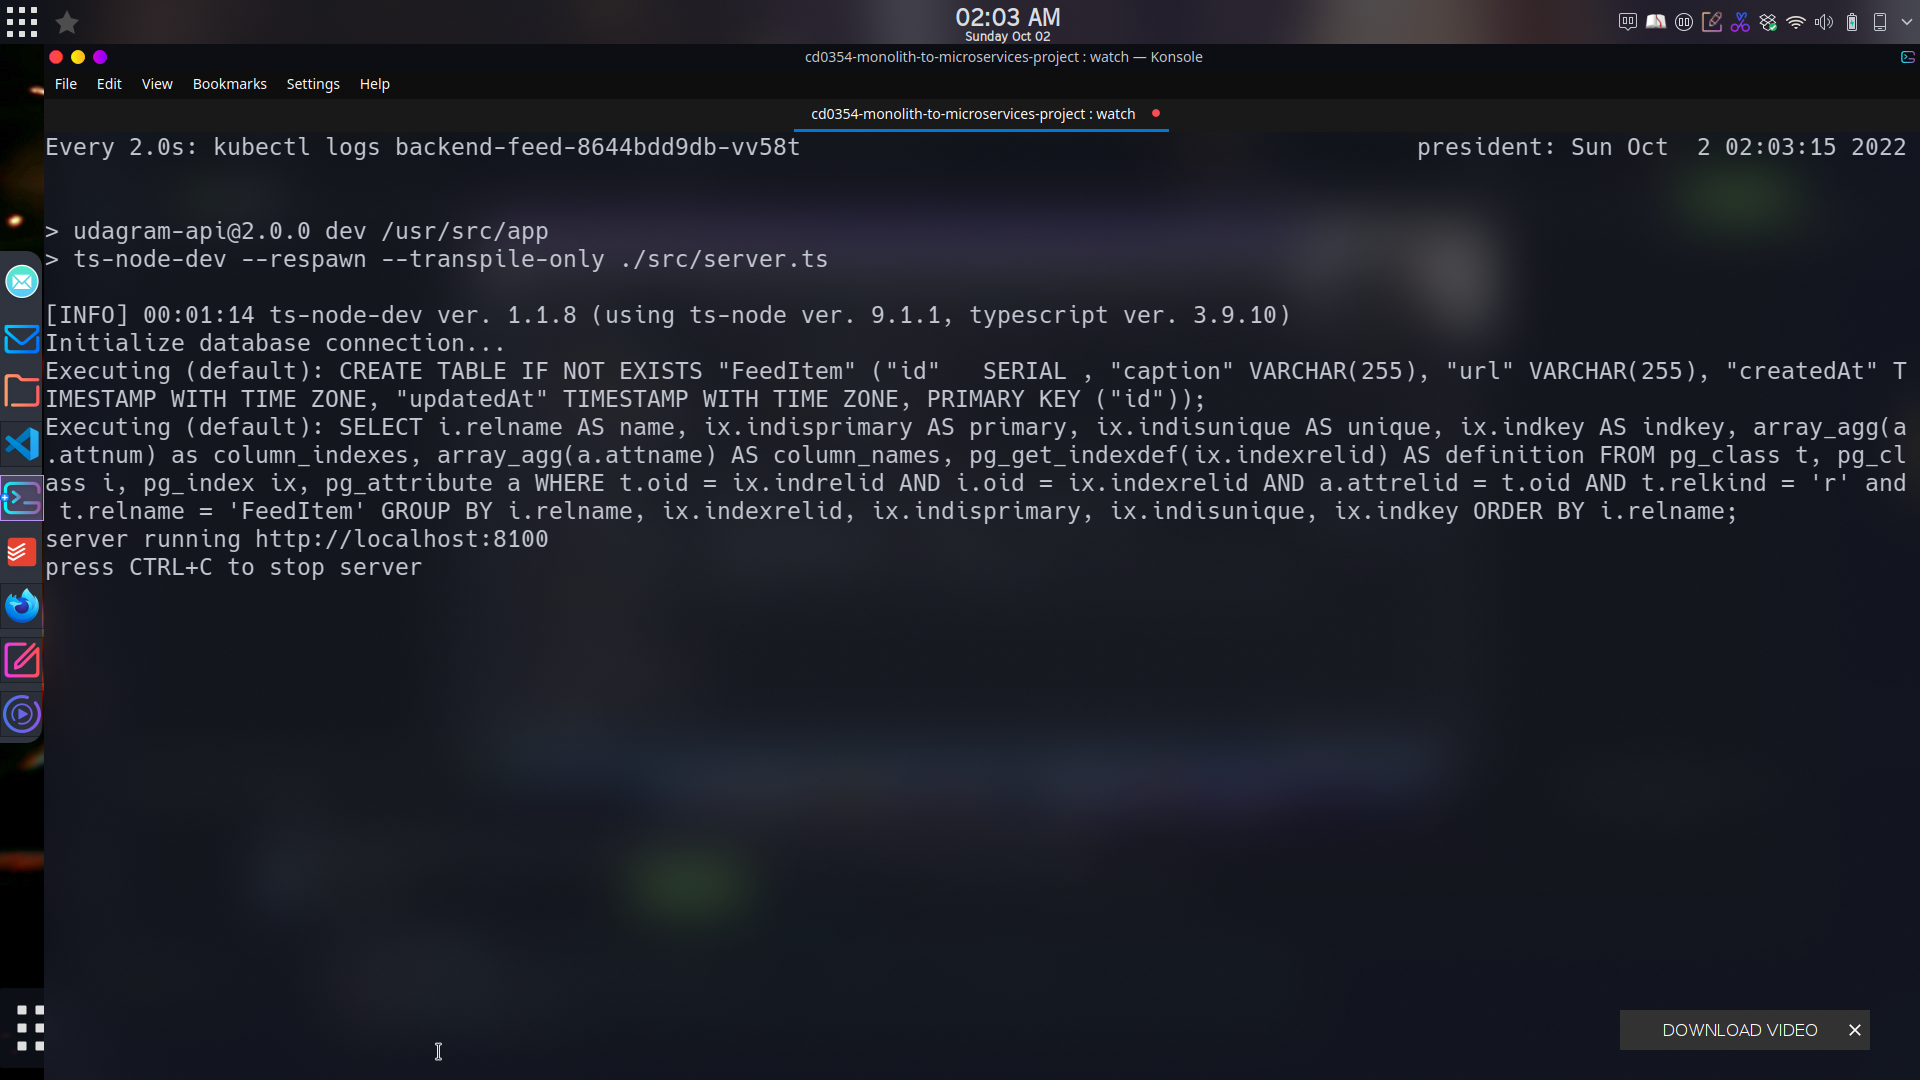 02:03 AM
Sunday Oct 02
cd0354-monolith-to-microservices-project : watch — Konsole
File Edit View Bookmarks Settings Help
cd0354-monolith-to-microservices-project : watch
Every 2.0s: kubectl logs backend-feed-8644bdd9db-vv58t president: Sun Oct  2 02:03:15 2022
> udagram-api@2.0.0 dev /usr/src/app
> ts-node-dev --respawn --transpile-only ./src/server.ts
[INFO] 00:01:14 ts-node-dev ver. 1.1.8 (using ts-node ver. 9.1.1, typescript ver. 3.9.10)
Initialize database connection...
Executing (default): CREATE TABLE IF NOT EXISTS "FeedItem" ("id"   SERIAL , "caption" VARCHAR(255), "url" VARCHAR(255), "createdAt" T
IMESTAMP WITH TIME ZONE, "updatedAt" TIMESTAMP WITH TIME ZONE, PRIMARY KEY ("id"));
Executing (default): SELECT i.relname AS name, ix.indisprimary AS primary, ix.indisunique AS unique, ix.indkey AS indkey, array_agg(a
.attnum) as column_indexes, array_agg(a.attname) AS column_names, pg_get_indexdef(ix.indexrelid) AS definition FROM pg_class t, pg_cl
ass i, pg_index ix, pg_attribute a WHERE t.oid = ix.indrelid AND i.oid = ix.indexrelid AND a.attrelid = t.oid AND t.relkind = 'r' and
 t.relname = 'FeedItem' GROUP BY i.relname, ix.indexrelid, ix.indisprimary, ix.indisunique, ix.indkey ORDER BY i.relname;
server running http://localhost:8100
press CTRL+C to stop server
DOWNLOAD VIDEO